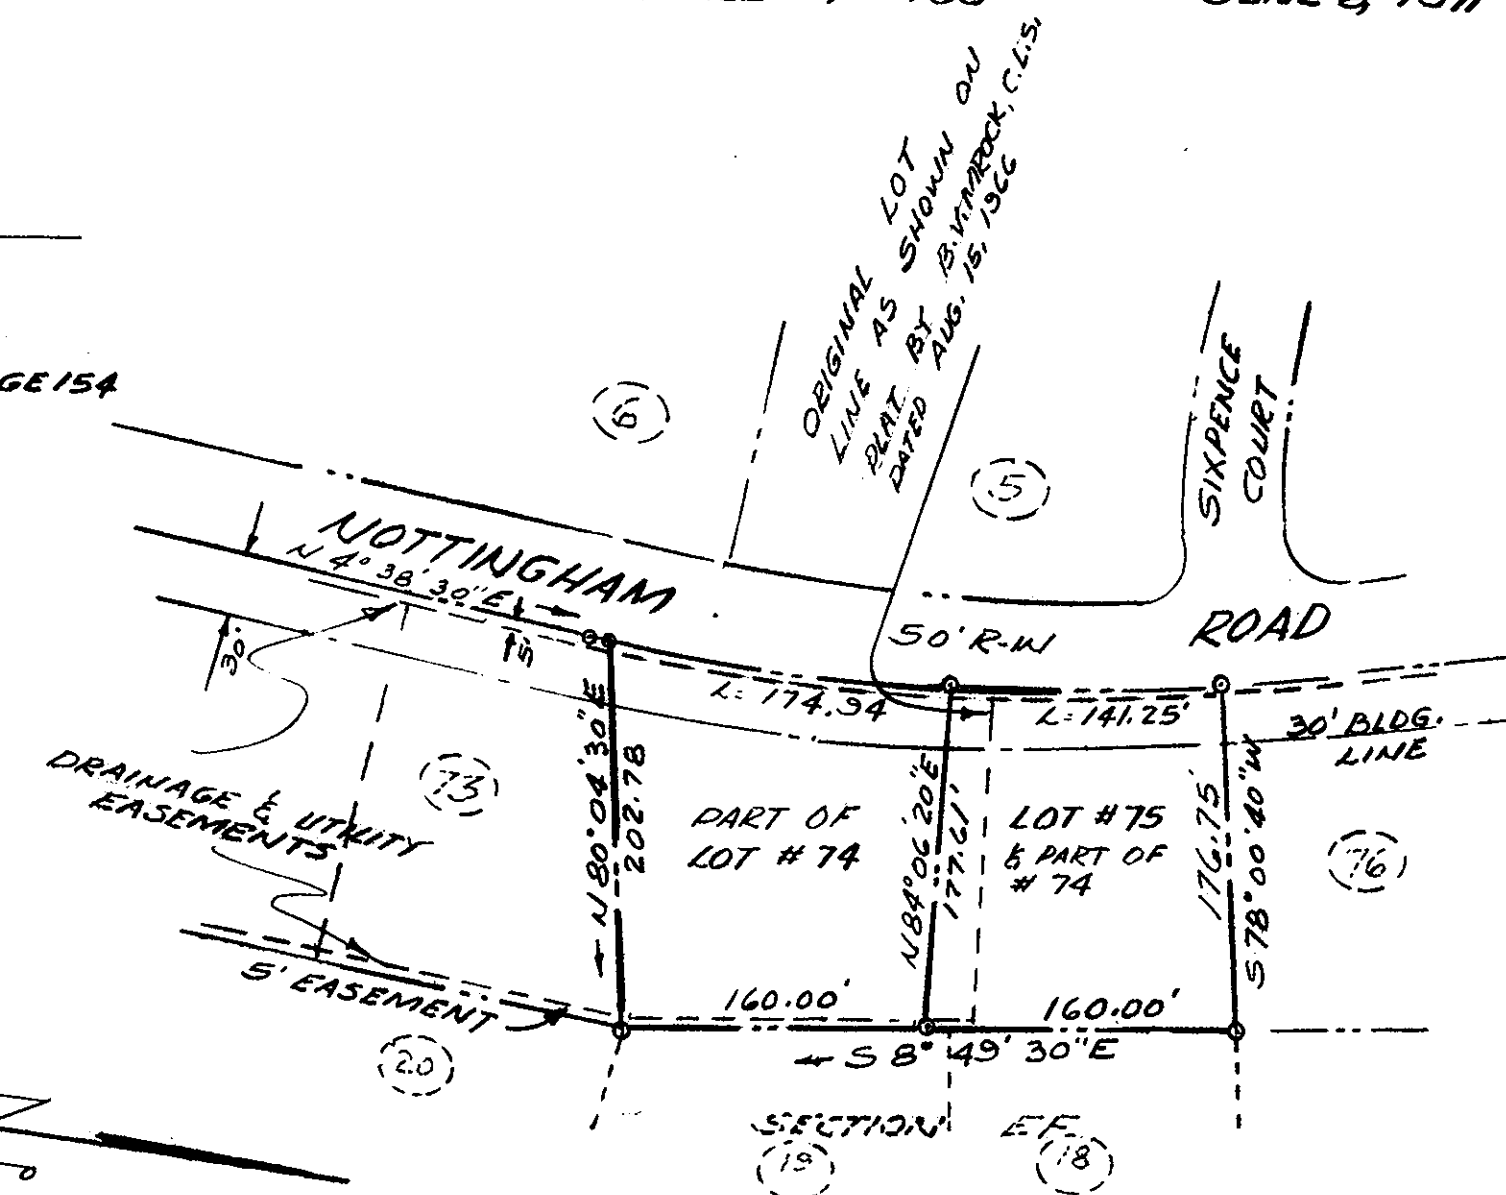 JUNE 8, 1977
ORIGINAL LOT
LINE AS SHOWN ON
PLAT BY B.V.
DATED AUG. 15, 1966
C.L.S.
GE 154
6
5
SIXPENCE
COURT
NOTTINGHAM
ROAD
N 4° 38' 30" E
50' R-W
5'
30'
L= 174.94
L= 141.25'
30' BLDG.
LINE
DRAINAGE & UTILITY
EASEMENTS
73
N 80° 04' 30" E
202.78
PART OF
LOT # 74
N 84° 06' 20" E
177.61'
LOT # 75
& PART OF
# 74
176.75'
S 78° 00' 40" W
76
5' EASEMENT
160.00'
160.00'
S 8° 49' 30" E
20
SECTION
19
18